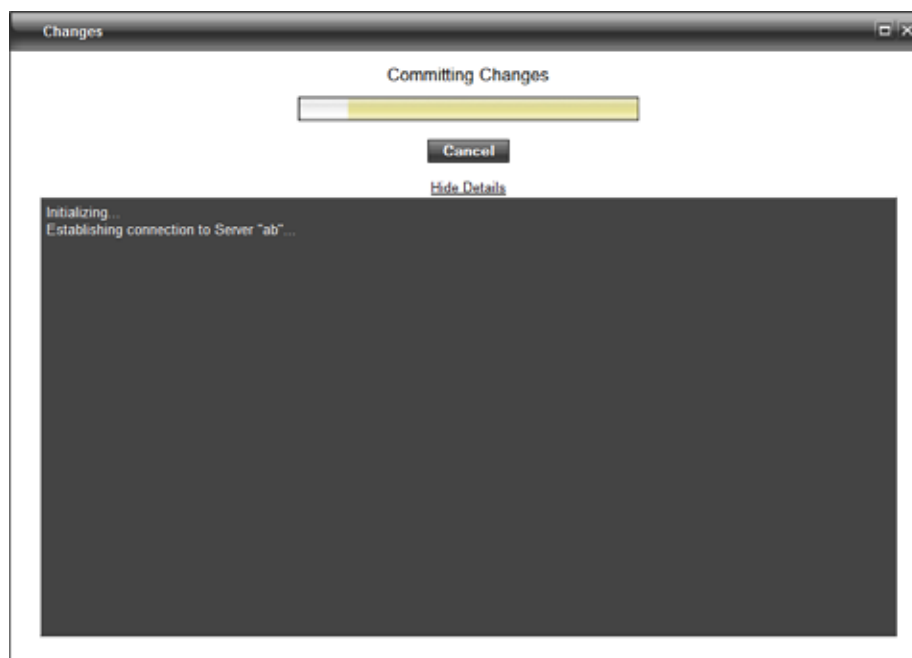 Changes
Committing Changes
Cancel
Hide Details
Initializing...
Establishing connection to Server "ab"...